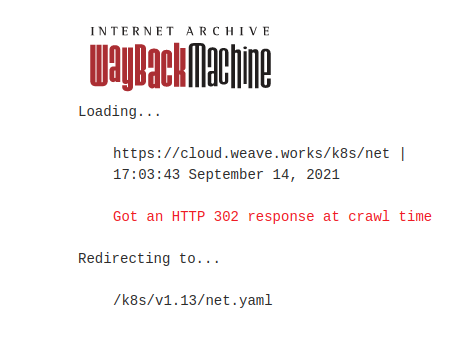 INTERNET ARCHIVE
WayBackMachine
Loading...
https://cloud.weave.works/k8s/net |
17:03:43 September 14, 2021
Got an HTTP 302 response at crawl time
Redirecting to...
/k8s/v1.13/net.yaml